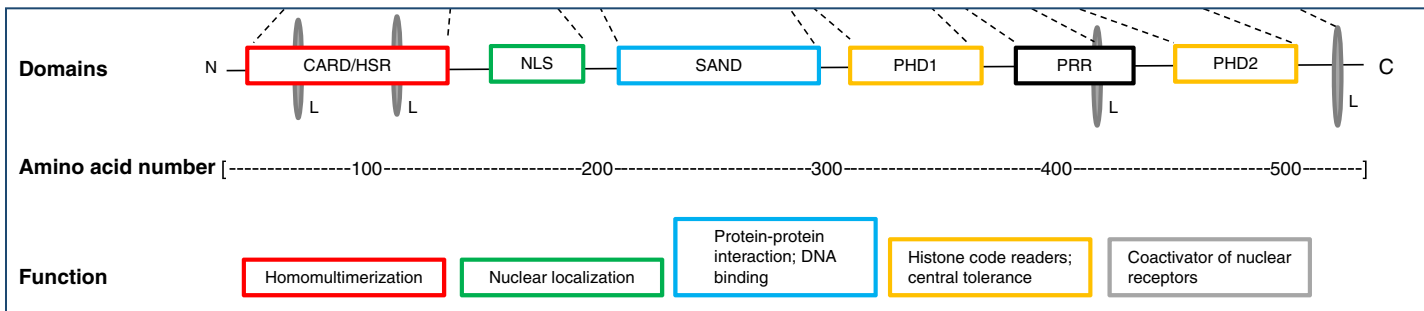 Domains N CARD/HSR NLS SAND PHD1 PRR PHD2 C
L L L L
Amino acid number [------------100-------------------200-------------------300-------------------400-------------------500--------]
Function
Homomultimerization
Nuclear localization
Protein-protein
interaction; DNA
binding
Histone code readers;
central tolerance
Coactivator of nuclear
receptors